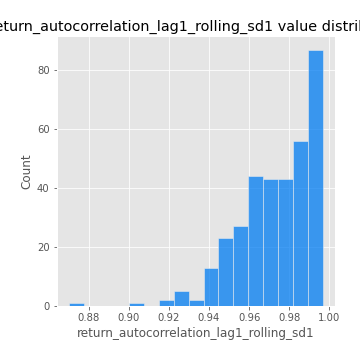 return_autocorrelation_lag1_rolling_sd1 value distrib
80
60
40
20
0
Count
0.88 0.90 0.92 0.94 0.96 0.98 1.00
return_autocorrelation_lag1_rolling_sd1